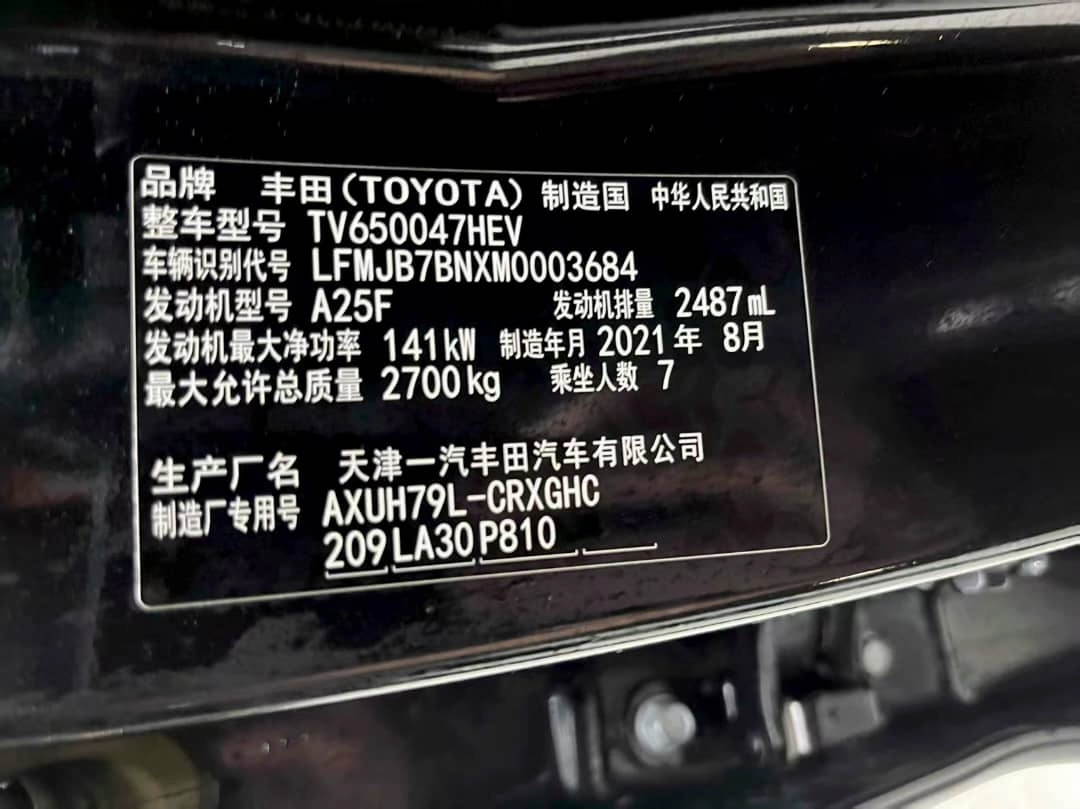 品牌 丰田(TOYOTA) 制造国 中华人民共和国
整车型号 TV650047HEV
车辆识别代号 LFMJB7BNXM0003684
发动机型号 A25F 发动机排量 2487mL
发动机最大净功率 141kW 制造年月 2021年 8月
最大允许总质量 2700kg 乘坐人数 7
生产厂名 天津一汽丰田汽车有限公司
制造厂专用号 AXUH79L-CRXGHC
209 LA30 P810